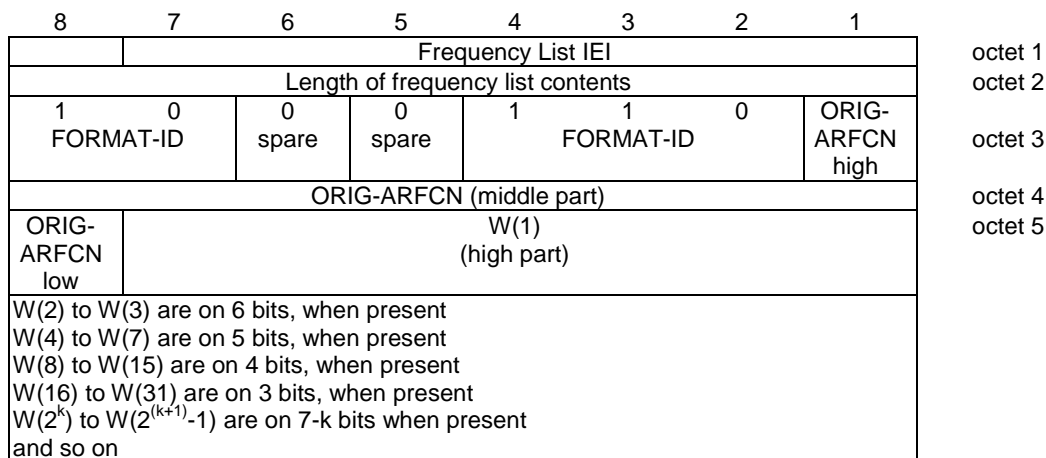 8 7 6 5 4 3 2 1
Frequency List IEI octet 1
Length of frequency list contents octet 2
1 0 0 0 1 1 0 ORIG-
FORMAT-ID spare spare FORMAT-ID ARFCN octet 3
high
ORIG-ARFCN (middle part) octet 4
ORIG- W(1) octet 5
ARFCN (high part)
low
W(2) to W(3) are on 6 bits, when present
W(4) to W(7) are on 5 bits, when present
W(8) to W(15) are on 4 bits, when present
W(16) to W(31) are on 3 bits, when present
W(2^k) to W(2^(k+1)-1) are on 7-k bits when present
and so on